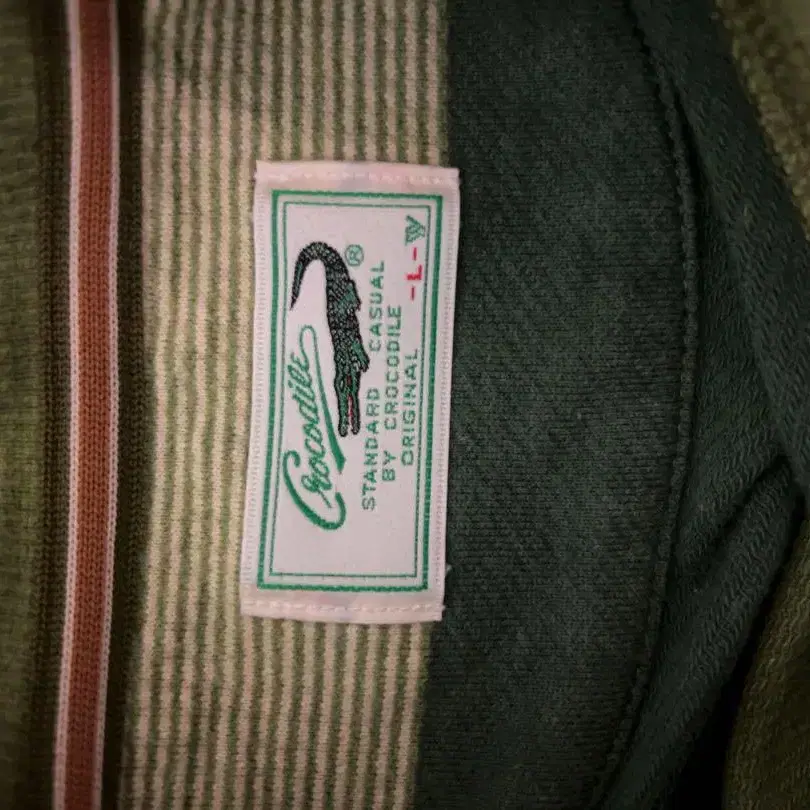 Crocodile ®
STANDARD CASUAL
BY CROCODILE
ORIGINAL
-L-W